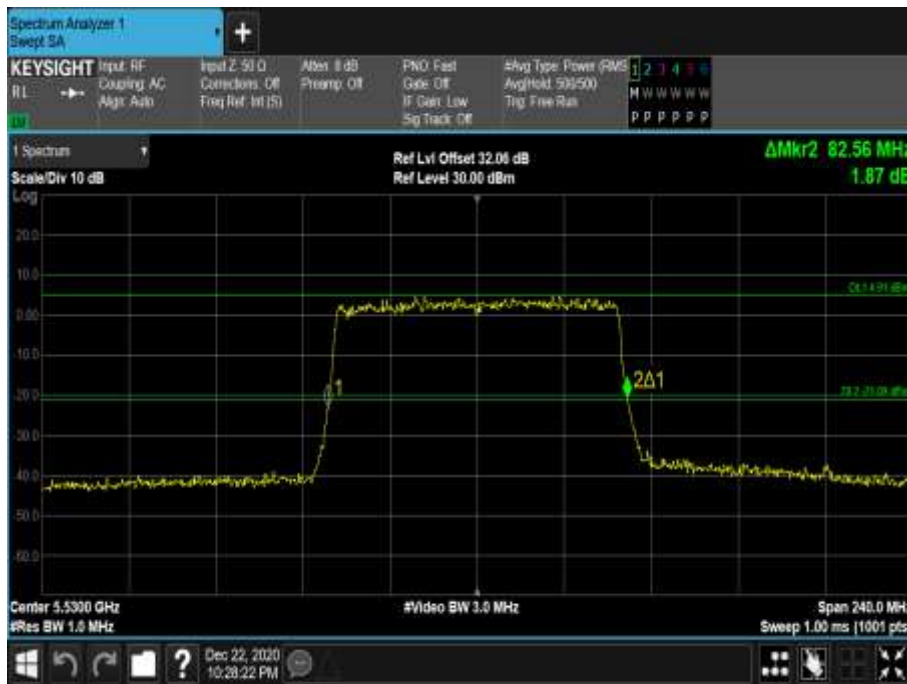 Spectrum Analyzer 1
Swept SA
+
KEYSIGHT
RL
Input: RF
Coupling: AC
Align: Auto
Input Z: 50 Ω
Corrections: Off
Freq Ref: Int (S)
Atten: 8 dB
Preamp: Off
PNO: Fast
Gate: Off
IF Gain: Low
Sig Track: Off
#Avg Type: Power (RMS
Avg|Hold: 500/500
Trig: Free Run
1 2 3 4 5 6
M W W W W W
P P P P P P
1 Spectrum
Scale/Div 10 dB
Log
Ref Lvl Offset 32.06 dB
Ref Level 30.00 dBm
ΔMkr2 82.56 MHz
1.87 dB
20.0
10.0
0.00
-10.0
-20.0
-30.0
-40.0
-50.0
-60.0
1
2Δ1
Center 5.5300 GHz
#Res BW 1.0 MHz
#Video BW 3.0 MHz
Span 240.0 MHz
Sweep 1.00 ms (1001 pts
?
Dec 22, 2020
10:28:22 PM